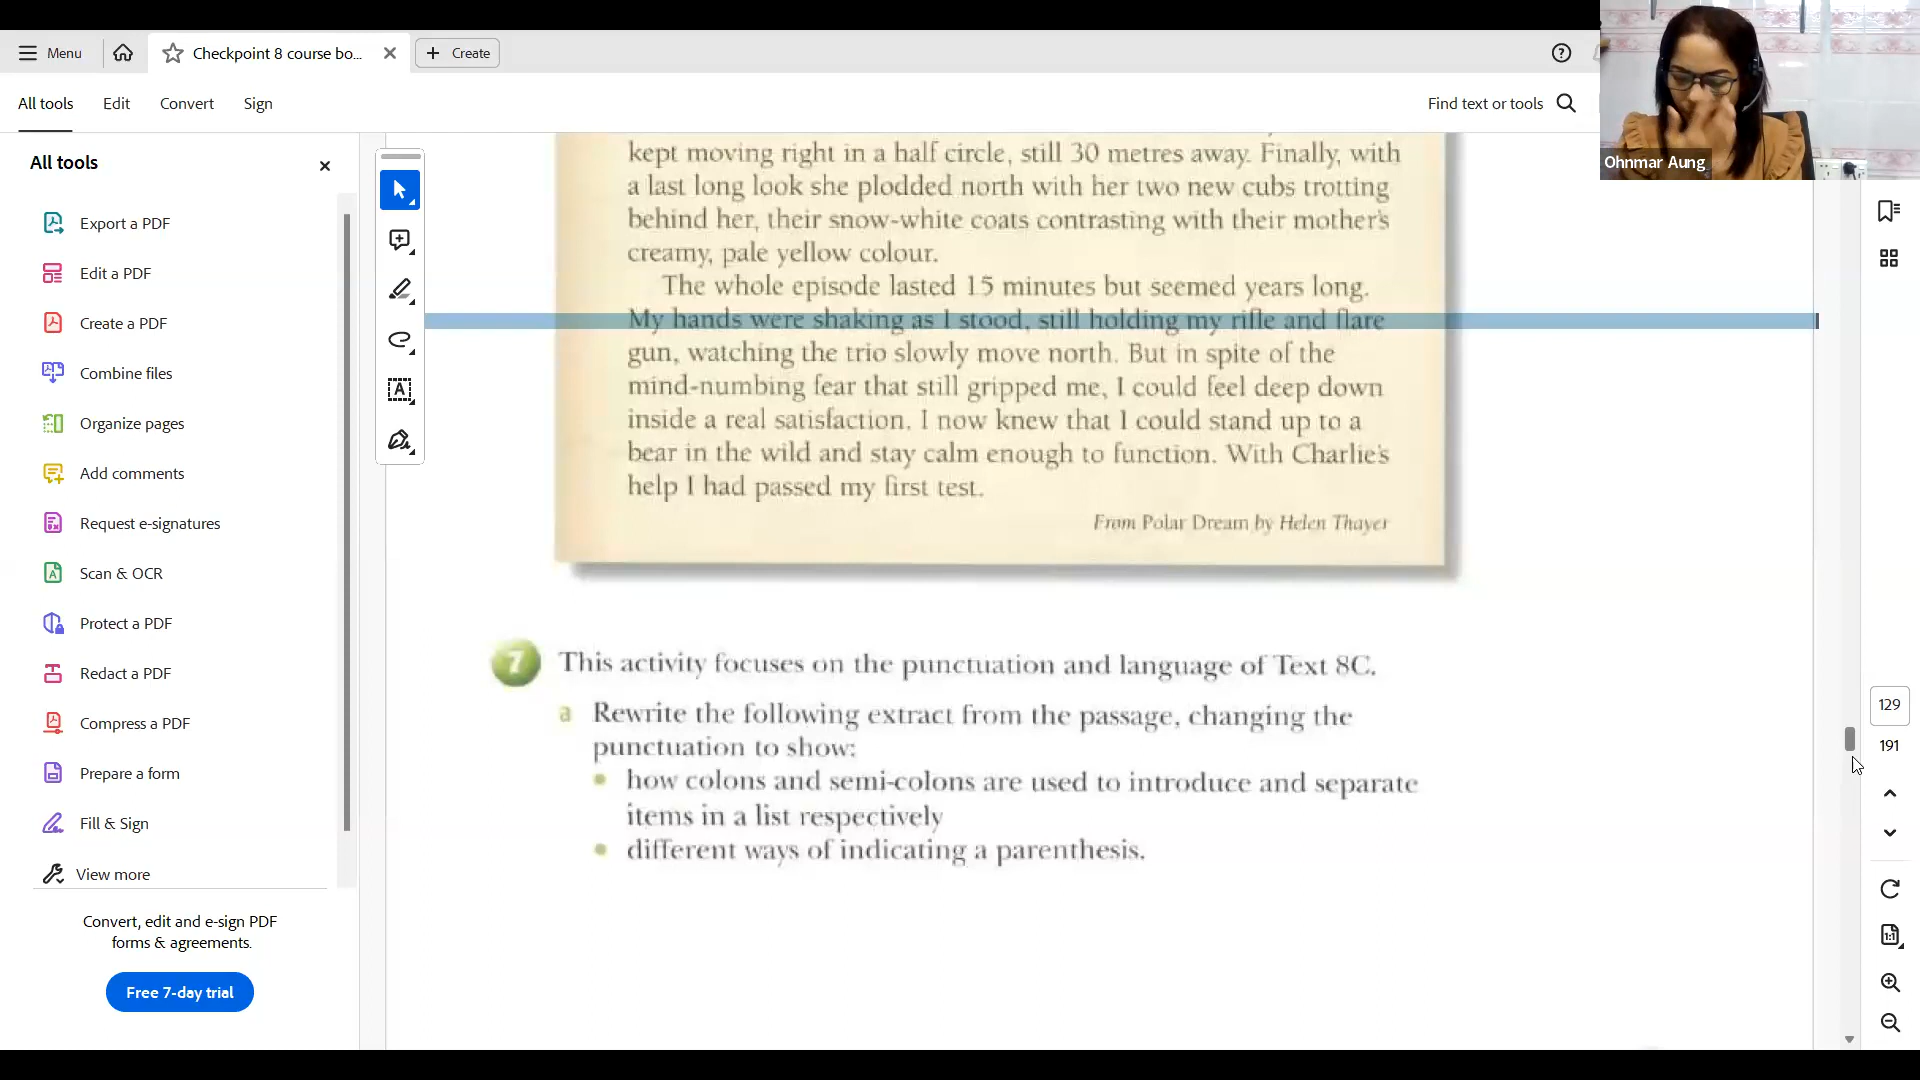 Menu
Checkpoint 8 course bo...
Create
All tools
Edit
Convert
Sign
Find text or tools
Ohnmar Aung
All tools
Export a PDF
Edit a PDF
Create a PDF
Combine files
Organize pages
Add comments
Request e-signatures
Scan & OCR
Protect a PDF
Redact a PDF
Compress a PDF
Prepare a form
Fill & Sign
View more
Convert, edit and e-sign PDF
forms & agreements.
Free 7-day trial
kept moving right in a half circle, still 30 metres away. Finally, with
a last long look she plodded north with her two new cubs trotting
behind her, their snow-white coats contrasting with their mother's
creamy, pale yellow colour.
The whole episode lasted 15 minutes but seemed years long.
My hands were shaking as I stood, still holding my rifle and flare
gun, watching the trio slowly move north. But in spite of the
mind-numbing fear that still gripped me, I could feel deep down
inside a real satisfaction. I now knew that I could stand up to a
bear in the wild and stay calm enough to function. With Charlie's
help I had passed my first test.
From Polar Dream by Helen Thayer
7 This activity focuses on the punctuation and language of Text 8C.
a Rewrite the following extract from the passage, changing the
punctuation to show:
• how colons and semi-colons are used to introduce and separate
items in a list respectively
• different ways of indicating a parenthesis.
129
191
1:1